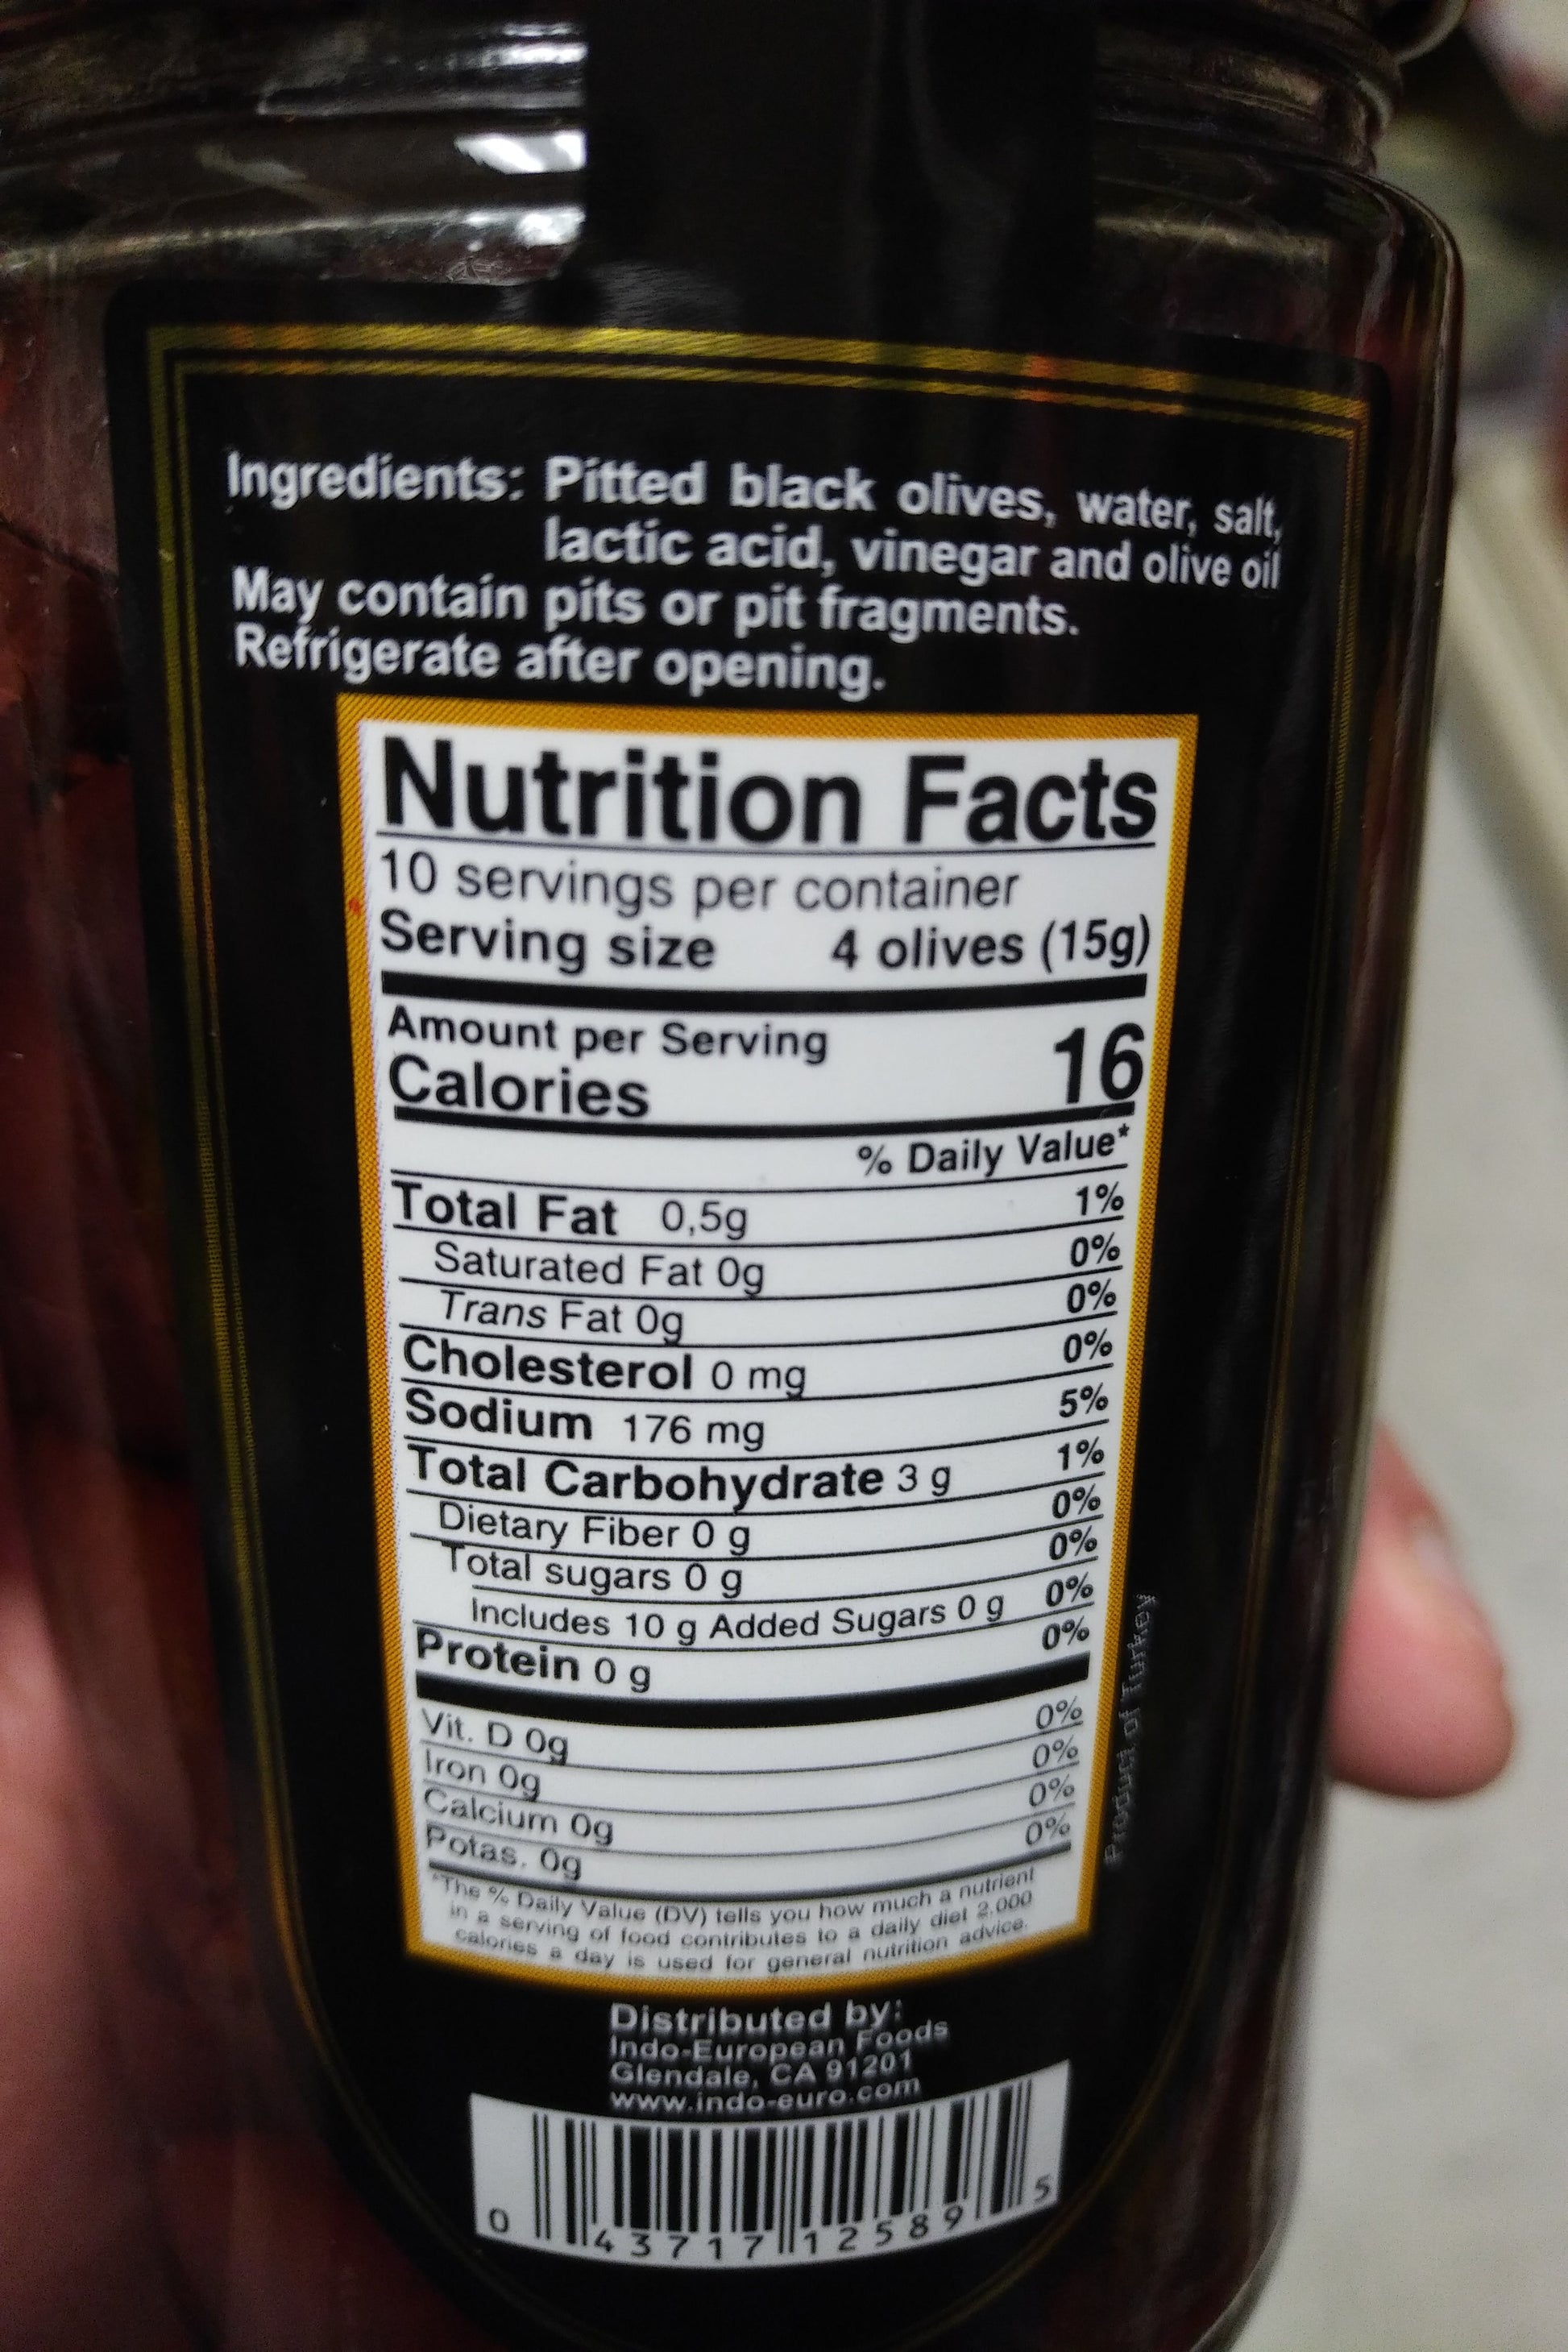 Ingredients: Pitted black olives, water, salt,
lactic acid, vinegar and olive oil
May contain pits or pit fragments.
Refrigerate after opening.
Nutrition Facts
10 servings per container
Serving size 4 olives (15g)
Amount per Serving
Calories 16
% Daily Value*
Total Fat 0,5g 1%
Saturated Fat 0g 0%
Trans Fat 0g 0%
Cholesterol 0 mg 0%
Sodium 176 mg 5%
Total Carbohydrate 3 g 1%
Dietary Fiber 0 g 0%
Total sugars 0 g 0%
Includes 10 g Added Sugars 0 g 0%
Protein 0 g 0%
Vit. D 0g 0%
Iron 0g 0%
Calcium 0g 0%
Potas. 0g 0%
*The % Daily Value (DV) tells you how much a nutrient
in a serving of food contributes to a daily diet 2.000
calories a day is used for general nutrition advice.
Product of Turkey
Distributed by:
Indo-European Foods
Glendale, CA 91201
www.indo-euro.com
0 43717 12589 5